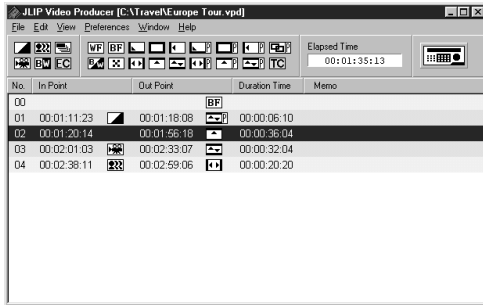 JLIP Video Producer [C:\Travel\Europe Tour.vpd]
File Edit View Preferences Window Help
WF BF P P P P Elapsed Time
BW EC B/W P P TC 00:01:35:13
No. In Point Out Point Duration Time Memo
00 BF
01 00:01:11:23 00:01:18:08 P 00:00:06:10
02 00:01:20:14 00:01:56:18 00:00:36:04
03 00:02:01:03 00:02:33:07 00:00:32:04
04 00:02:38:11 00:02:59:06 00:00:20:20